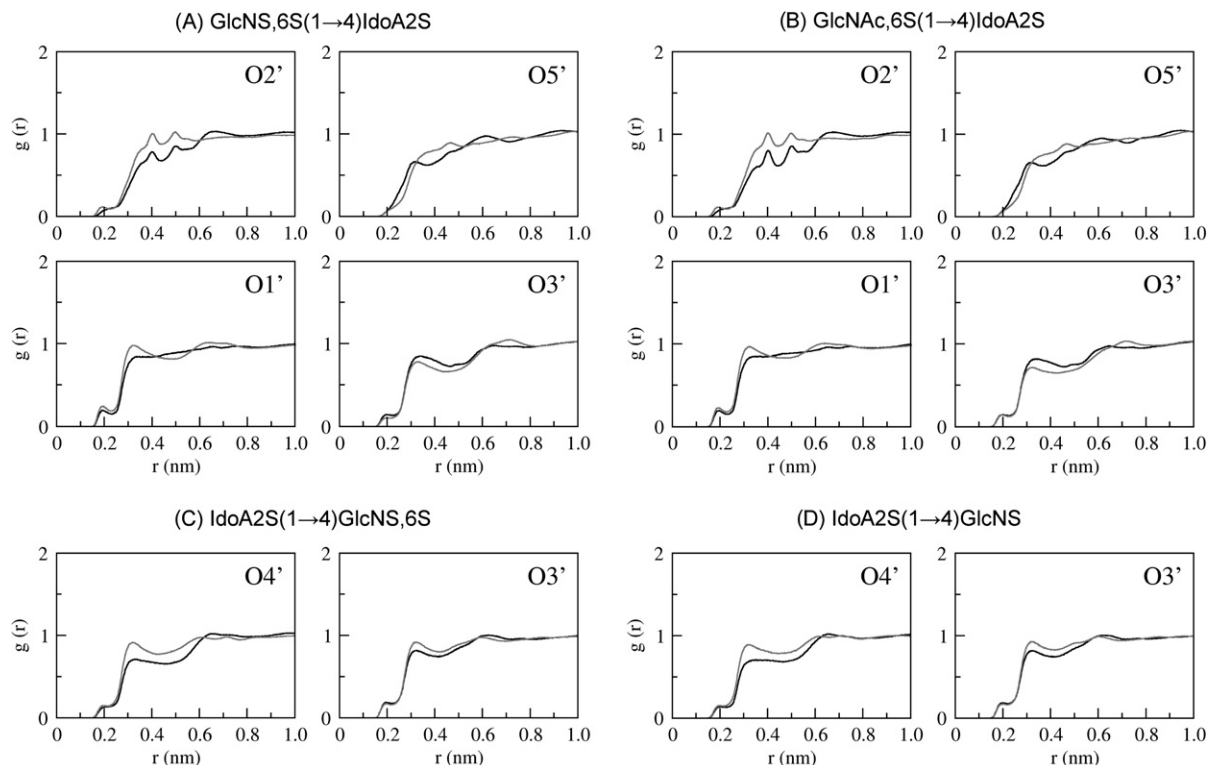 (A) GlcNS,6S(1→4)IdoA2S
(B) GlcNAc,6S(1→4)IdoA2S
2
1
0
g (r)
O2’
0 0.2 0.4 0.6 0.8 1.0
2
1
0
O5’
0 0.2 0.4 0.6 0.8 1.0
2
1
0
g (r)
O2’
0 0.2 0.4 0.6 0.8 1.0
2
1
0
O5’
0 0.2 0.4 0.6 0.8 1.0
2
1
0
g (r)
O1’
0 0.2 0.4 0.6 0.8 1.0
r (nm)
2
1
0
O3’
0 0.2 0.4 0.6 0.8 1.0
r (nm)
2
1
0
g (r)
O1’
0 0.2 0.4 0.6 0.8 1.0
r (nm)
2
1
0
O3’
0 0.2 0.4 0.6 0.8 1.0
r (nm)
(C) IdoA2S(1→4)GlcNS,6S
(D) IdoA2S(1→4)GlcNS
2
1
0
g (r)
O4’
0 0.2 0.4 0.6 0.8 1.0
r (nm)
2
1
0
O3’
0 0.2 0.4 0.6 0.8 1.0
r (nm)
2
1
0
g (r)
O4’
0 0.2 0.4 0.6 0.8 1.0
r (nm)
2
1
0
O3’
0 0.2 0.4 0.6 0.8 1.0
r (nm)